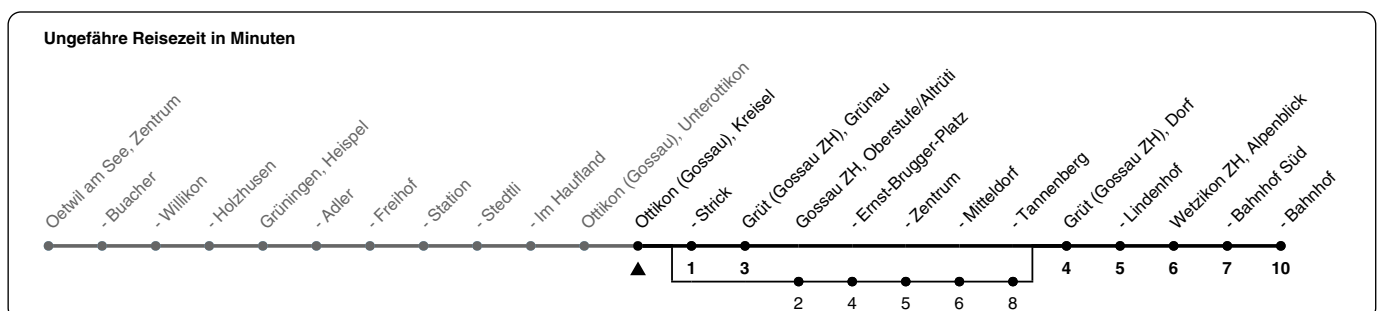 Ungefähre Reisezeit in Minuten
Oetwil am See, Zentrum
- Buacher
- Willikon
- Holzhusen
Grüningen, Heispel
- Adler
- Freihof
- Station
- Stedtli
- Im Haufland
Ottikon (Gossau), Unterottikon
Ottikon (Gossau), Kreisel
- Strick
Grüt (Gossau ZH), Grünau
Gossau ZH, Oberstufe/Altrüti
- Ernst-Brugger-Platz
- Zentrum
- Mitteldorf
- Tannenberg
Grüt (Gossau ZH), Dorf
- Lindenhof
Wetzikon ZH, Alpenblick
- Bahnhof Süd
- Bahnhof
1 3 4 5 6 7 10
2 4 5 6 8